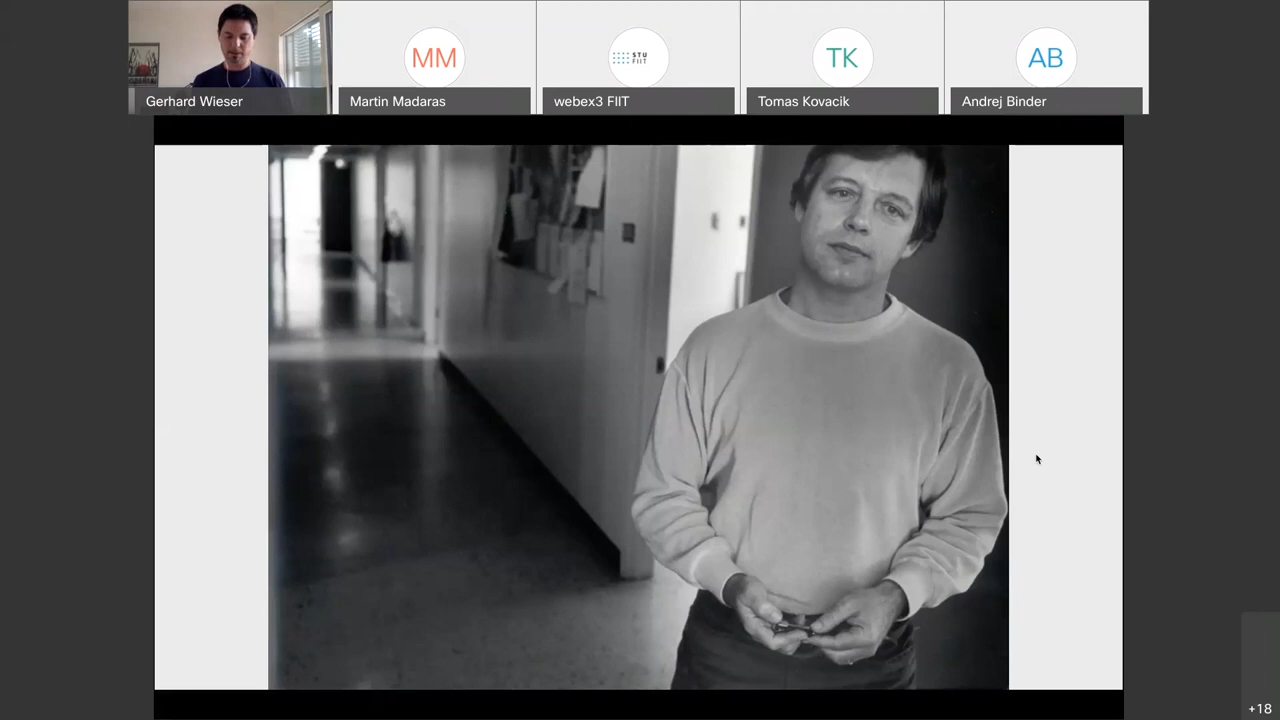 MM
STU
FIIT
TK
AB
Gerhard Wieser
Martin Madaras
webex3 FIIT
Tomas Kovacik
Andrej Binder
+18